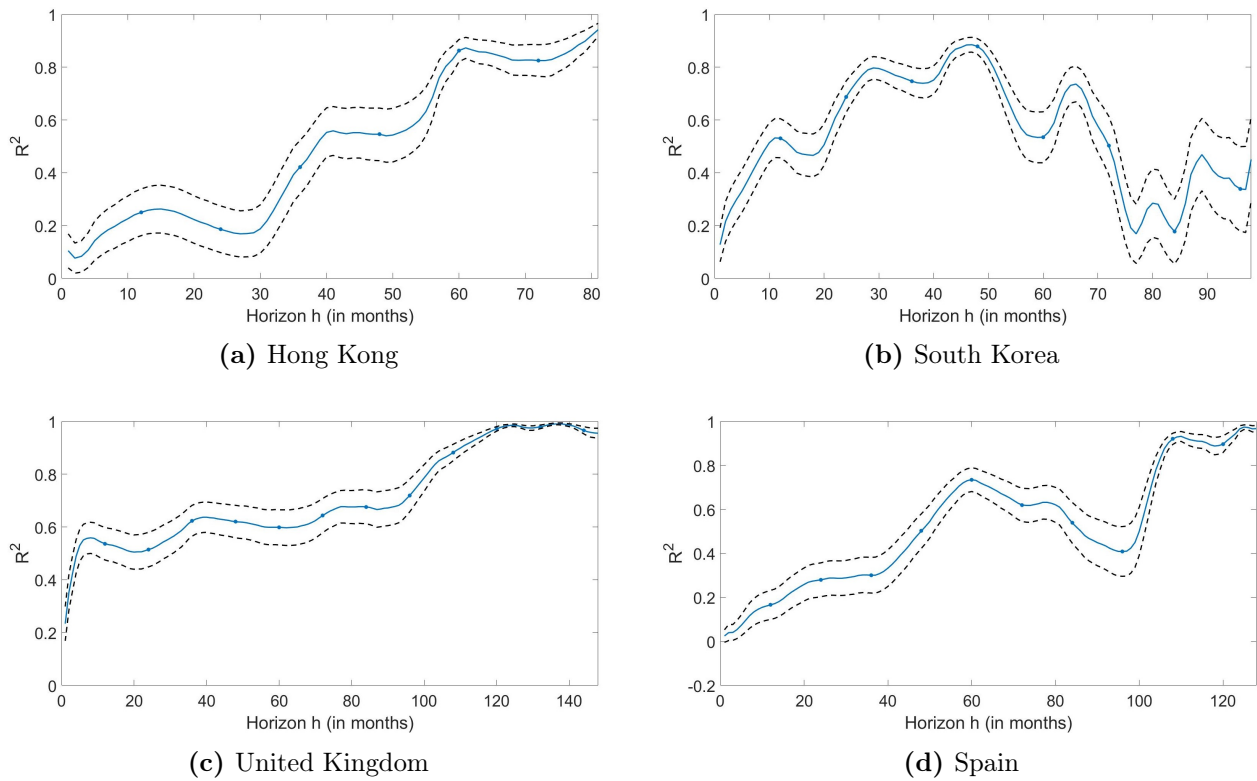 1
0.8
0.6
0.4
0.2
0
R²
0 10 20 30 40 50 60 70 80
Horizon h (in months)
(a) Hong Kong
1
0.8
0.6
0.4
0.2
0
R²
0 10 20 30 40 50 60 70 80 90
Horizon h (in months)
(b) South Korea
1
0.8
0.6
0.4
0.2
0
R²
0 20 40 60 80 100 120 140
Horizon h (in months)
(c) United Kingdom
1
0.8
0.6
0.4
0.2
0
-0.2
R²
0 20 40 60 80 100 120
Horizon h (in months)
(d) Spain